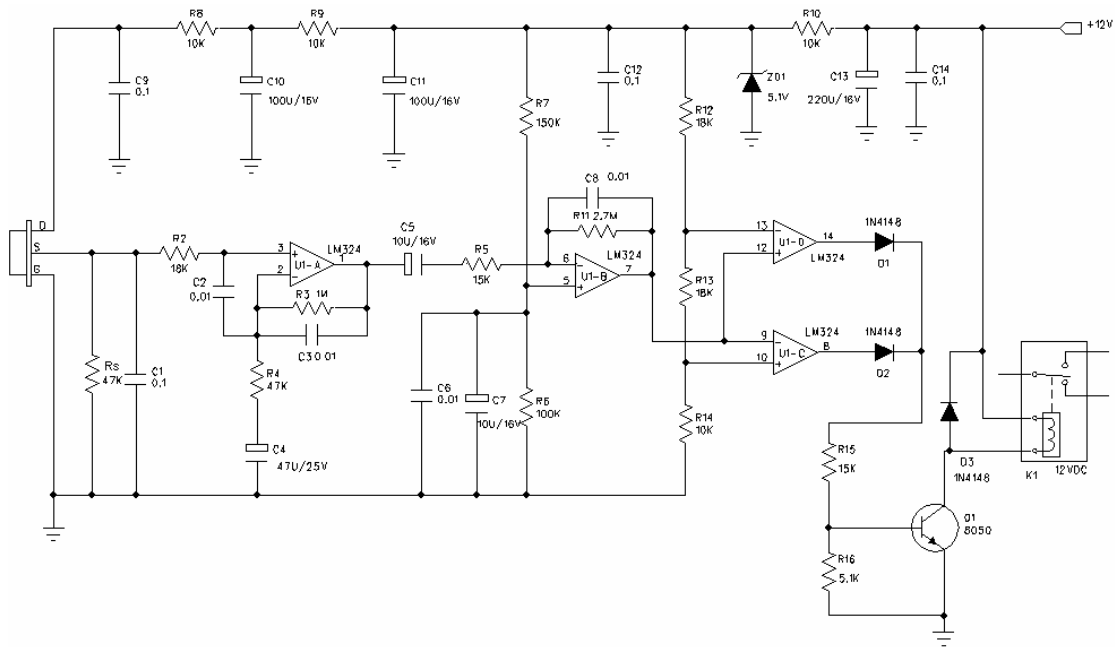 R8
10K
R9
10K
R10
10K
+12V
C9
0.1
C10
100U/16V
C11
100U/16V
C12
0.1
ZD1
5.1V
C13
220U/16V
C14
0.1
R7
150K
R12
18K
C8 0.01
R11 2.7M
D
S
G
R2
18K
C2
0.01
3
+
2
−
U1-A
1
LM324
R3 1M
C3 0.01
C5
10U/16V
R5
15K
6
−
5
+
U1-B
7
LM324
13
−
12
+
U1-D
14
LM324
1N4148
D1
R13
18K
9
−
10
+
U1-C
8
LM324
1N4148
D2
Rs
47K
C1
0.1
R4
47K
C4
47U/25V
C6
0.01
C7
10U/16V
R6
100K
R14
10K
R15
15K
R16
5.1K
Q1
8050
D3
1N4148
K1
12VDC